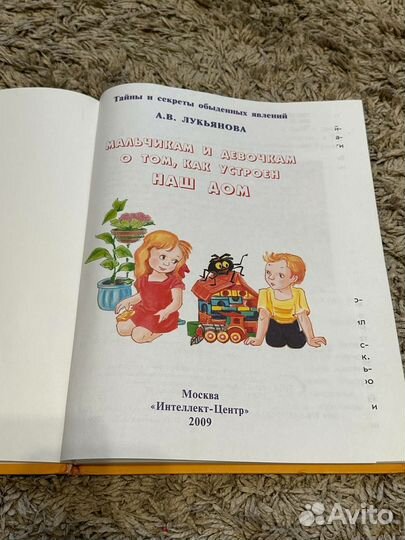 Тайны и секреты обыденных явлений
А.В. ЛУКЬЯНОВА
МАЛЬЧИКАМ И ДЕВОЧКАМ
О ТОМ, КАК УСТРОЕН
НАШ ДОМ
Москва
«Интеллект-Центр»
2009
Avito